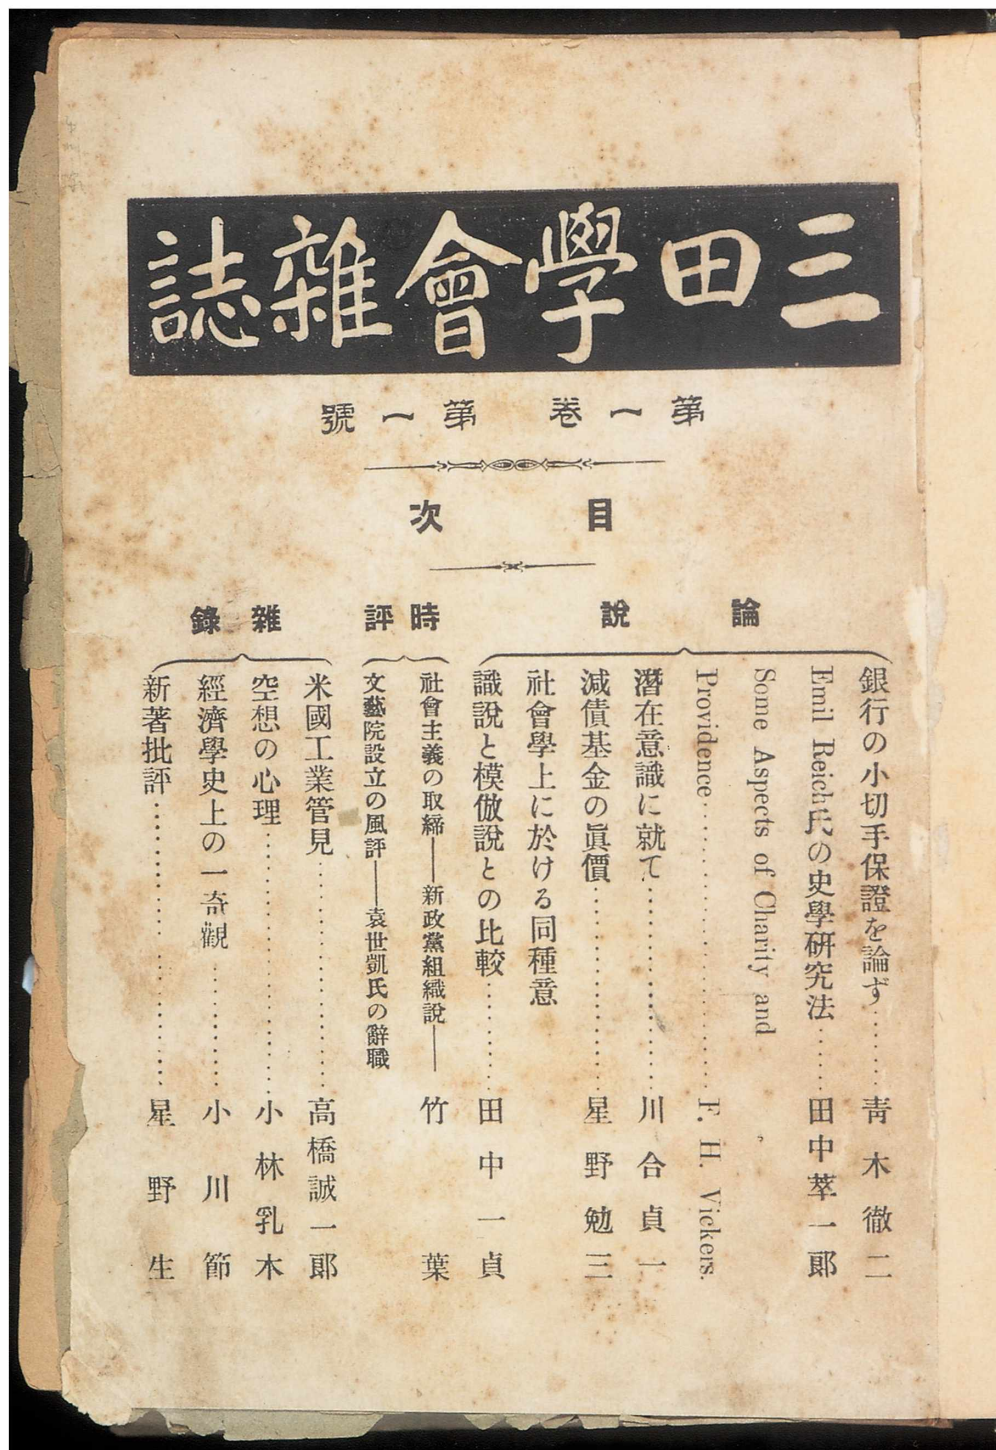 三田學會雜誌
第一卷 第一號
目次
論說
銀行の小切手保證を論ず………靑木徹二
Emil Reich氏の史學硏究法………田中萃一郞
Some Aspects of Charity and
Providence………F. H. Vickers.
潛在意識に就て………川合貞一
減債基金の眞價………星野勉三
社會學上に於ける同種意
識說と模倣說との比較………田中一貞
時評
社會主義の取締——新政黨組織說——竹葉
文藝院設立の風評——袁世凱氏の辭職
雜錄
米國工業管見………高橋誠一郞
空想の心理………小林乳木
經濟學史上の一奇觀………小川節
新著批評………星野生